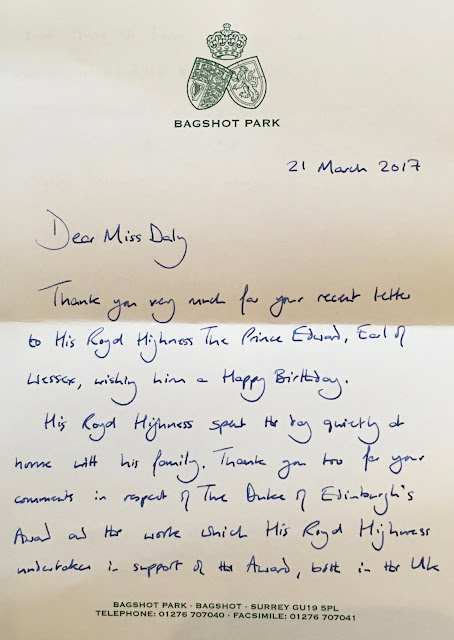 BAGSHOT PARK
21 March 2017
Dear Miss Daly
Thank you very much for your recent letter
to His Royal Highness The Prince Edward, Earl of
Wessex, wishing him a Happy Birthday.
His Royal Highness spent the day quietly at
home with his family. Thank you too for your
comments in respect of The Duke of Edinburgh's
Award and the work which His Royal Highness
undertakes in support of the Award, both in the UK
BAGSHOT PARK · BAGSHOT · SURREY GU19 5PL
TELEPHONE: 01276 707040 · FACSIMILE: 01276 707041